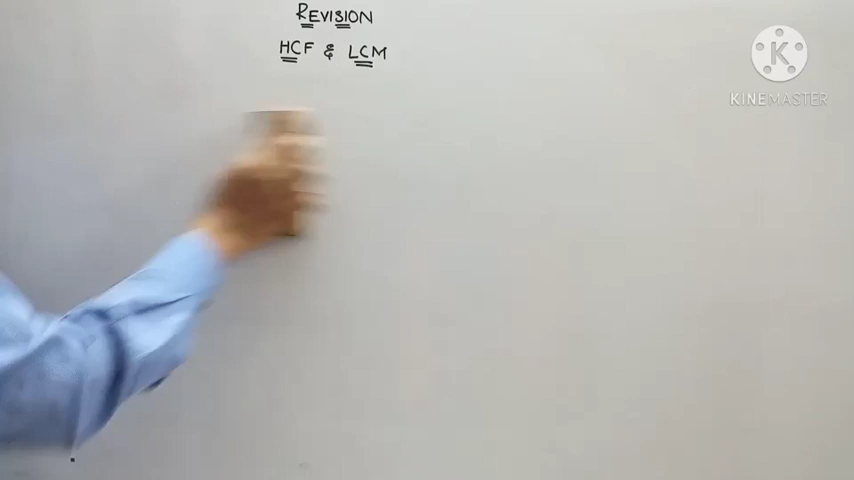 REVISION
HCF & LCM
K
KINEMASTER